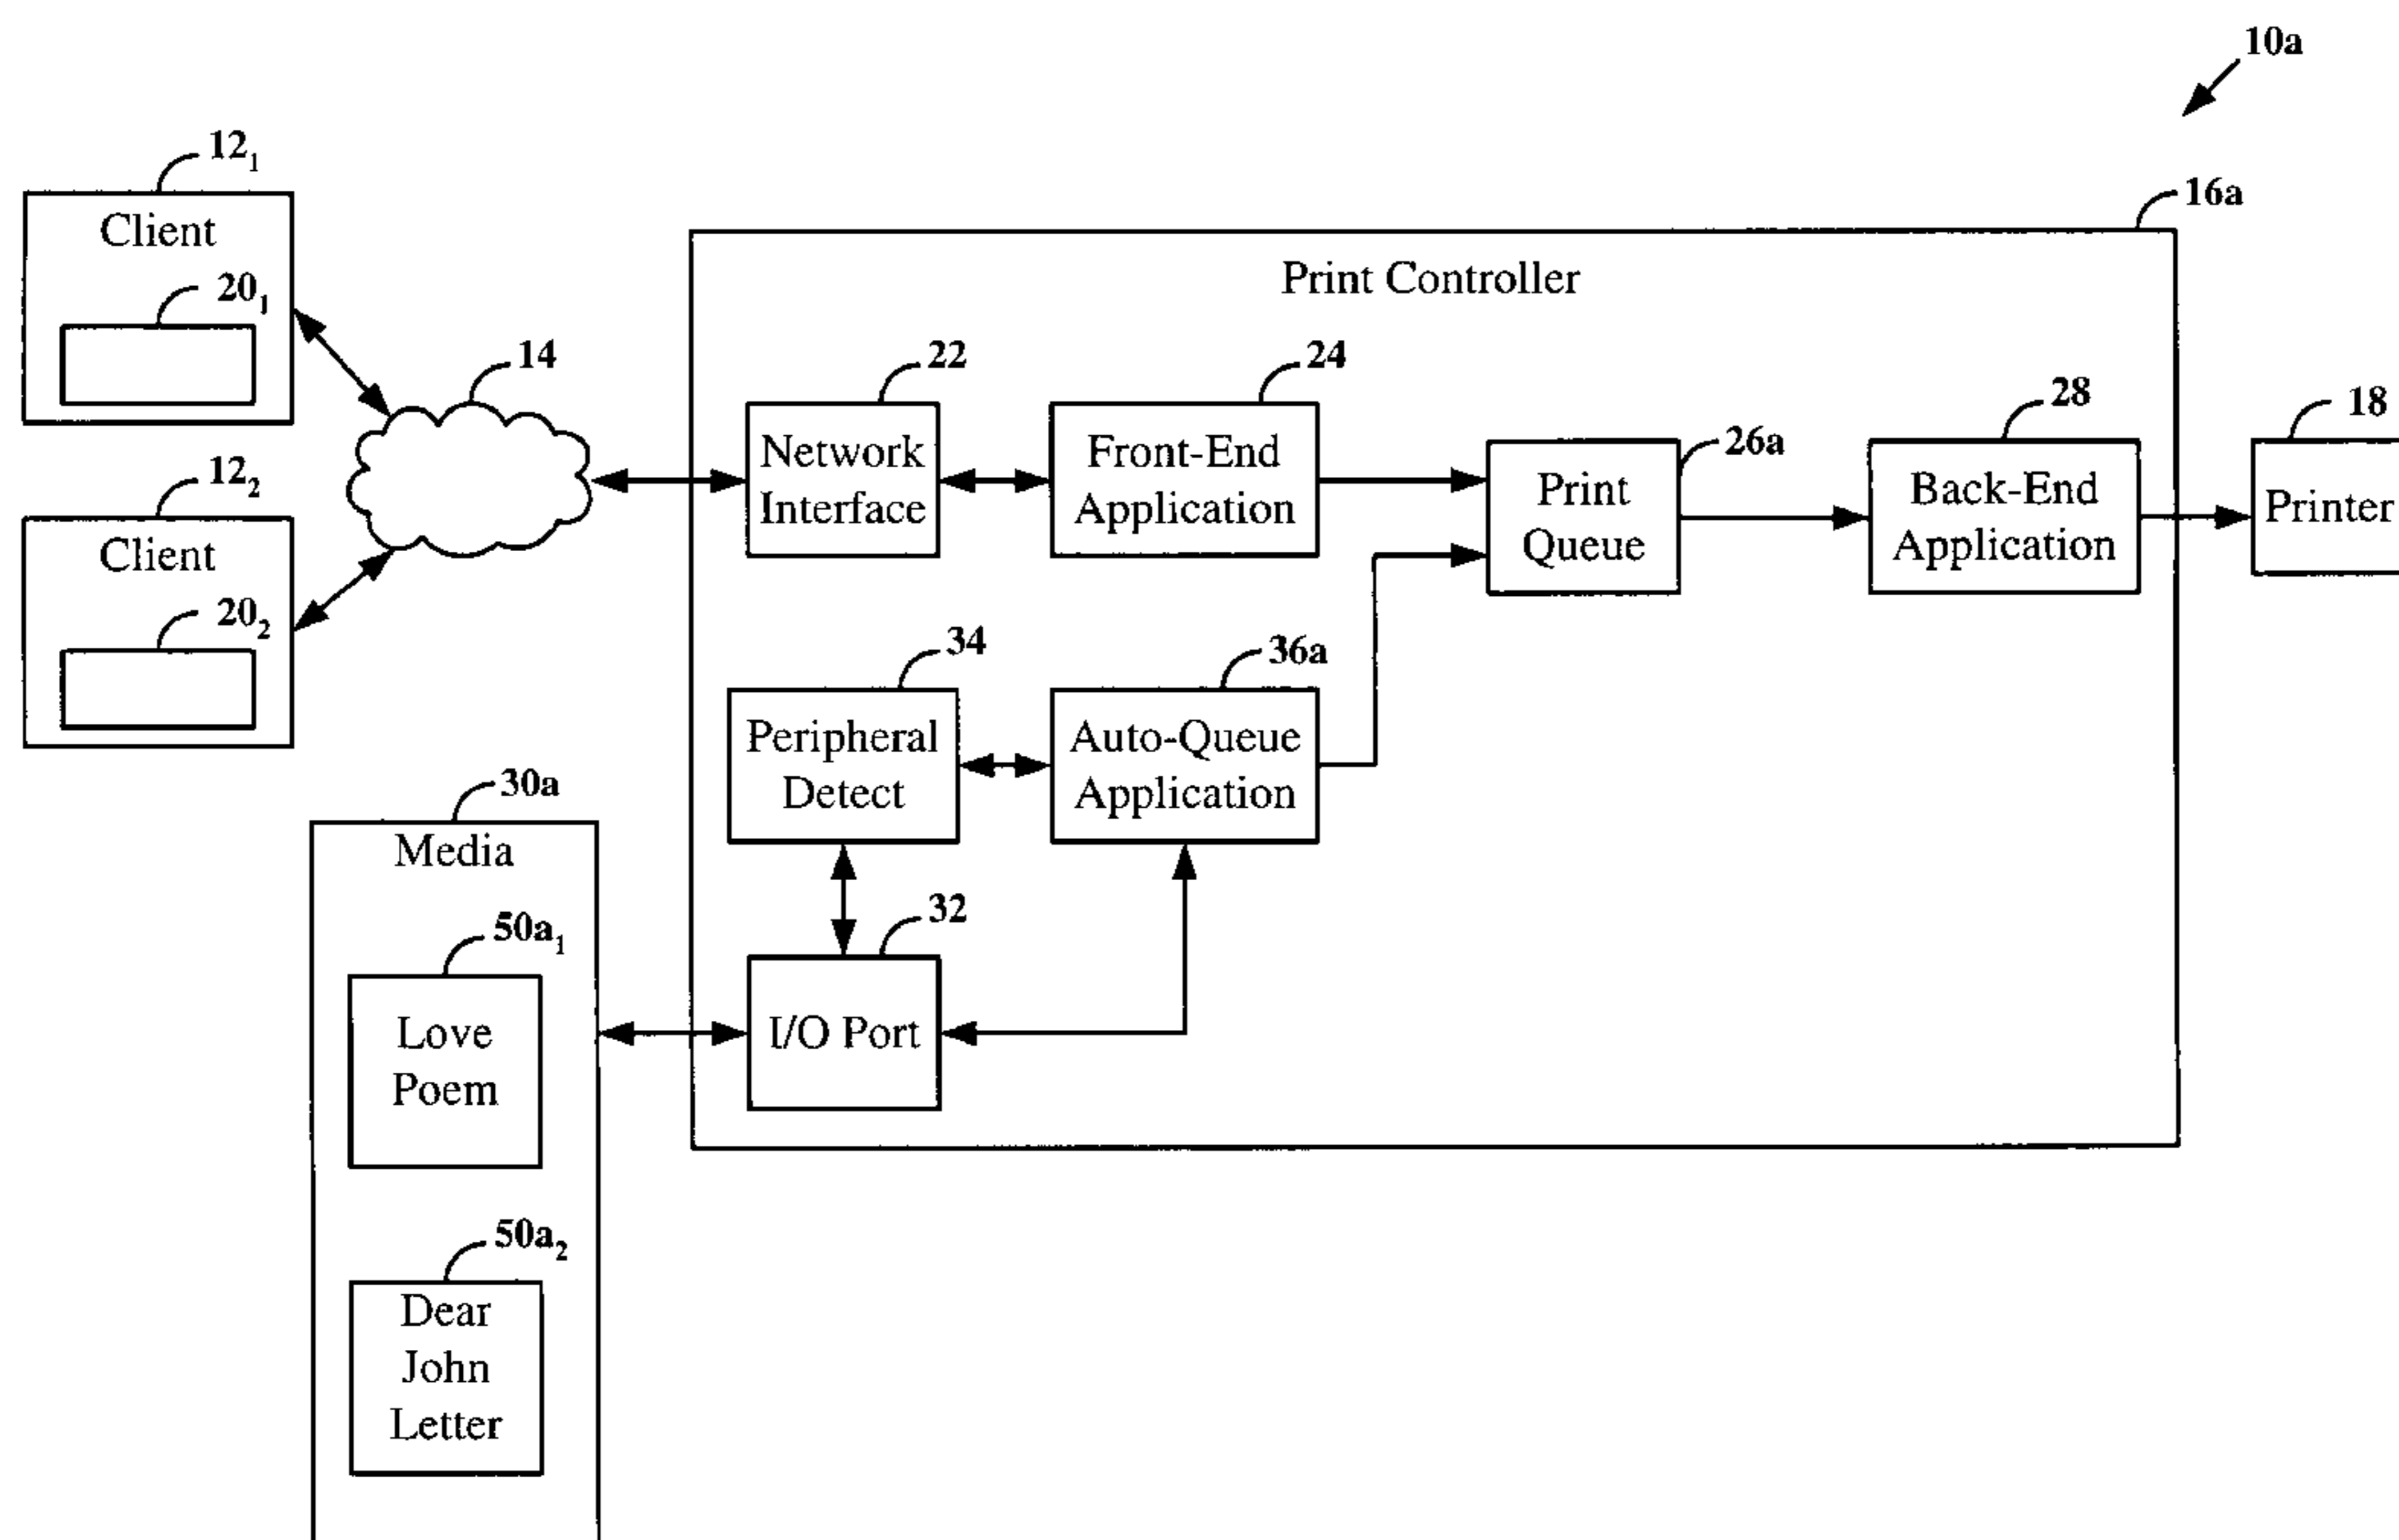 10a
12₁
Client
20₁
14
12₂
Client
20₂
16a
Print Controller
22
Network
Interface
24
Front-End
Application
26a
Print
Queue
28
Back-End
Application
18
Printer
34
Peripheral
Detect
36a
Auto-Queue
Application
32
I/O Port
30a
Media
50a₁
Love
Poem
50a₂
Dear
John
Letter